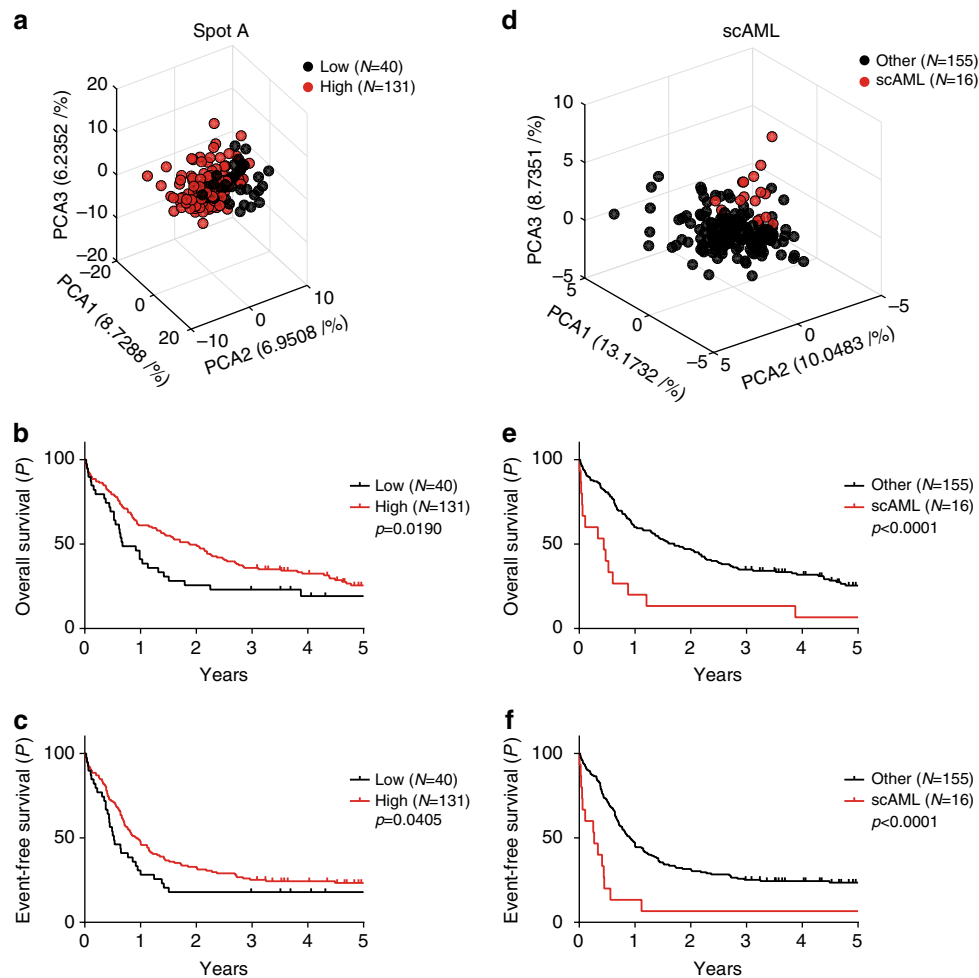 a
Spot A
Low (N=40)
High (N=131)
20
10
0
−10
−20
PCA3 (6.2352 /%)
−20
0
20
PCA1 (8.7288 /%)
−10
0
10
PCA2 (6.9508 /%)
d
scAML
Other (N=155)
scAML (N=16)
10
5
0
−5
PCA3 (8.7351 /%)
5
0
−5
PCA1 (13.1732 /%)
5
0
−5
PCA2 (10.0483 /%)
b
100
50
0
Overall survival (P)
Low (N=40)
High (N=131)
p=0.0190
0 1 2 3 4 5
Years
e
100
50
0
Overall survival (P)
Other (N=155)
scAML (N=16)
p<0.0001
0 1 2 3 4 5
Years
c
100
50
0
Event-free survival (P)
Low (N=40)
High (N=131)
p=0.0405
0 1 2 3 4 5
Years
f
100
50
0
Event-free survival (P)
Other (N=155)
scAML (N=16)
p<0.0001
0 1 2 3 4 5
Years